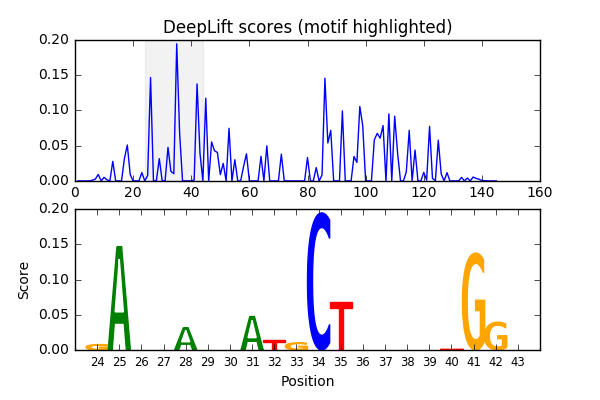 DeepLift scores (motif highlighted)
0.20
0.15
0.10
0.05
0.00
0 20 40 60 80 100 120 140 160
0.20
0.15
0.10
0.05
0.00
Score
G A A A T G C T T G G
24 25 26 27 28 29 30 31 32 33 34 35 36 37 38 39 40 41 42 43
Position